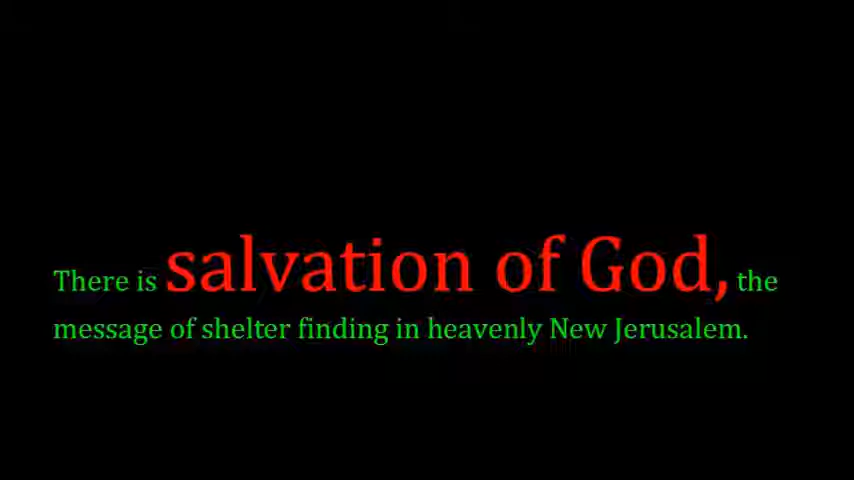 There is salvation of God, the
message of shelter finding in heavenly New Jerusalem.